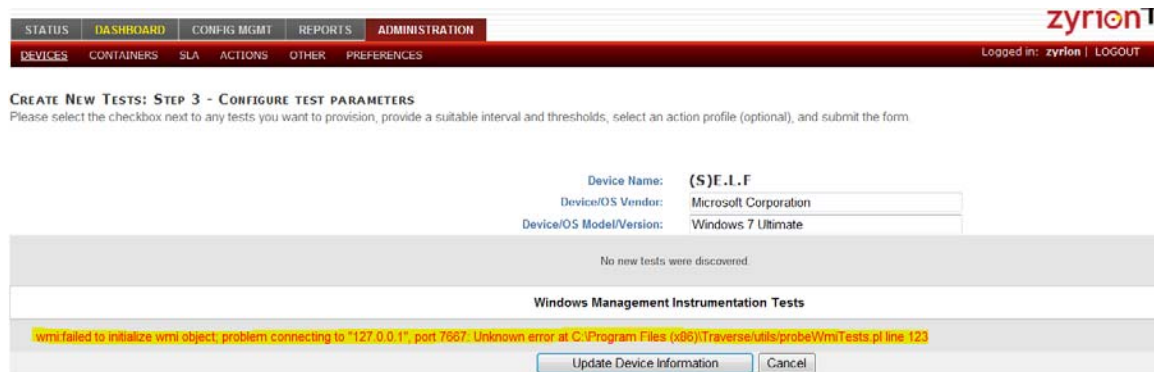 zyrionT
STATUS DASHBOARD CONFIG MGMT REPORTS ADMINISTRATION
DEVICES CONTAINERS SLA ACTIONS OTHER PREFERENCES Logged in: zyrion | LOGOUT
CREATE NEW TESTS: STEP 3 - CONFIGURE TEST PARAMETERS
Please select the checkbox next to any tests you want to provision, provide a suitable interval and thresholds, select an action profile (optional), and submit the form.
Device Name: (S)E.L.F
Device/OS Vendor: Microsoft Corporation
Device/OS Model/Version: Windows 7 Ultimate
No new tests were discovered.
Windows Management Instrumentation Tests
wmi:failed to initialize wmi object; problem connecting to "127.0.0.1", port 7667: Unknown error at C:\Program Files (x86)\Traverse/utils/probeWmiTests.pl line 123
Update Device Information Cancel